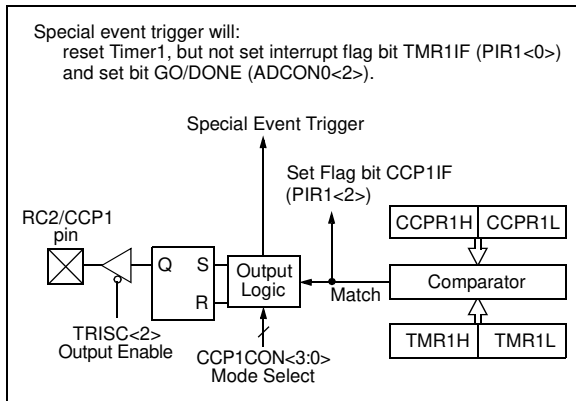 Special event trigger will:
reset Timer1, but not set interrupt flag bit TMR1IF (PIR1<0>)
and set bit GO/DONE (ADCON0<2>).
Special Event Trigger
Set Flag bit CCP1IF
(PIR1<2>)
RC2/CCP1
pin
CCPR1H CCPR1L
Q S
R
Output
Logic
Match
Comparator
TRISC<2>
Output Enable
CCP1CON<3:0>
Mode Select
TMR1H TMR1L